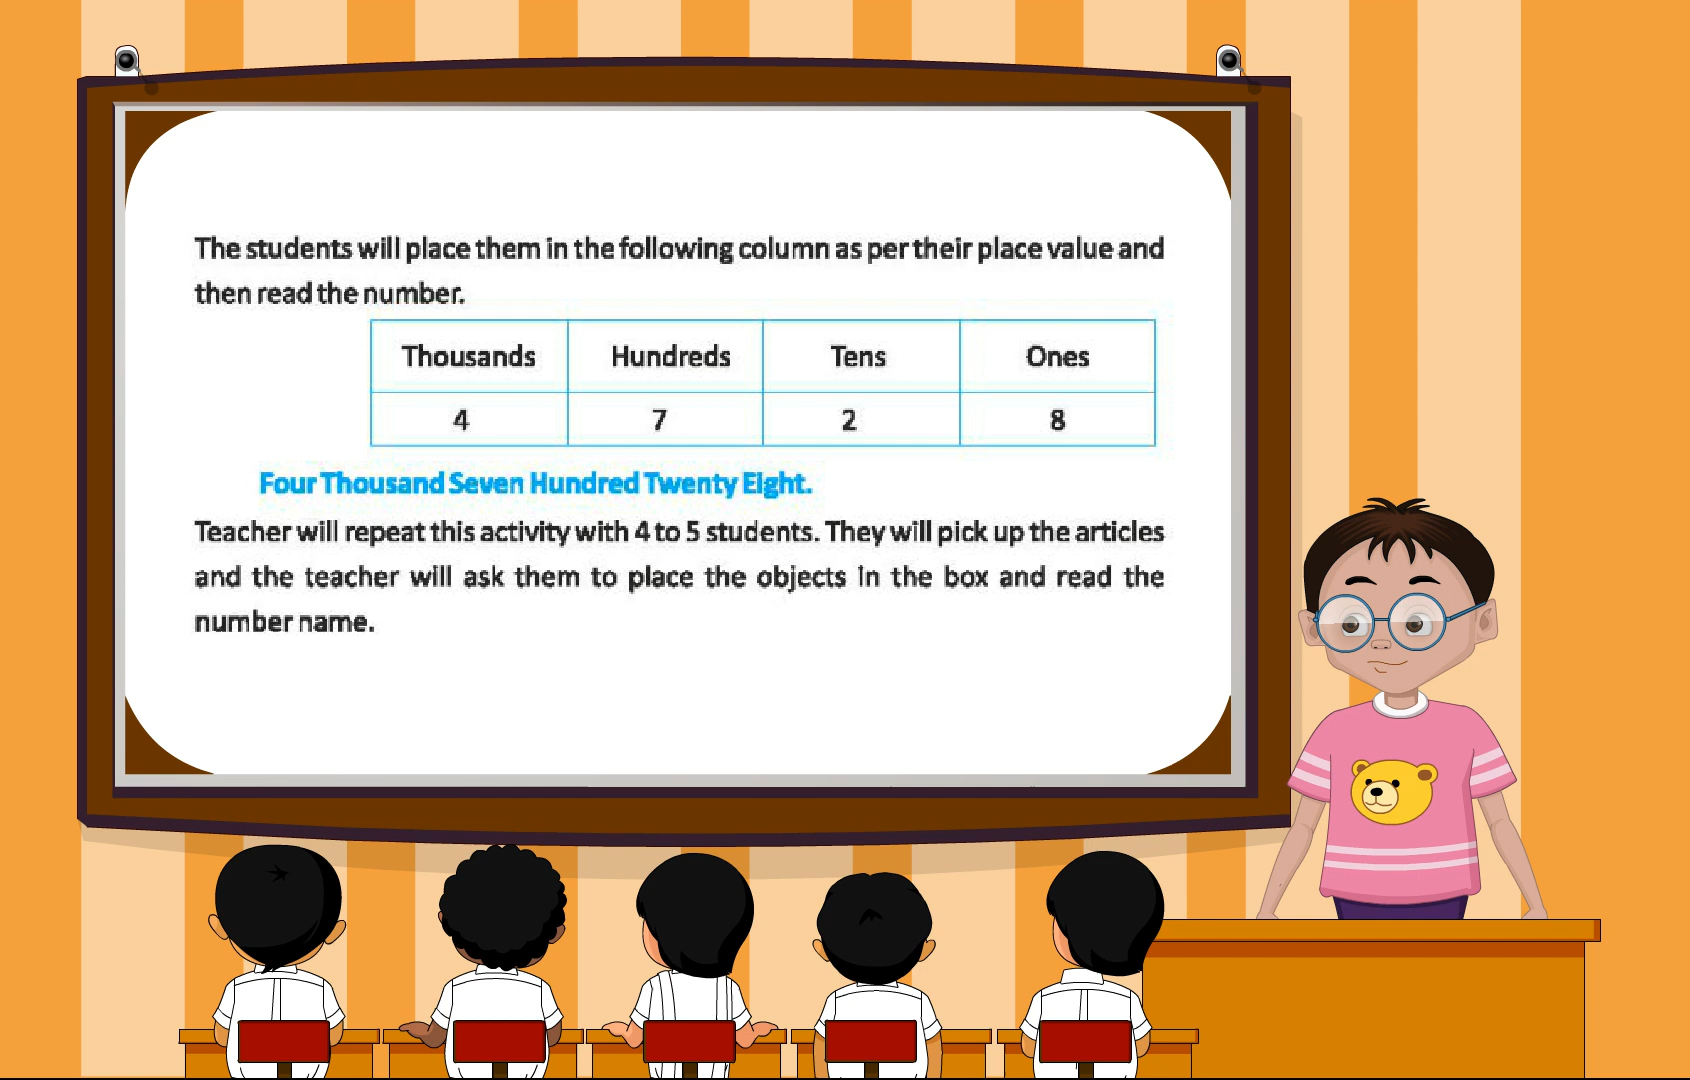 The students will place them in the following column as per their place value and
then read the number.
Thousands Hundreds Tens Ones
4 7 2 8
Four Thousand Seven Hundred Twenty Eight.
Teacher will repeat this activity with 4 to 5 students. They will pick up the articles
and the teacher will ask them to place the objects in the box and read the
number name.